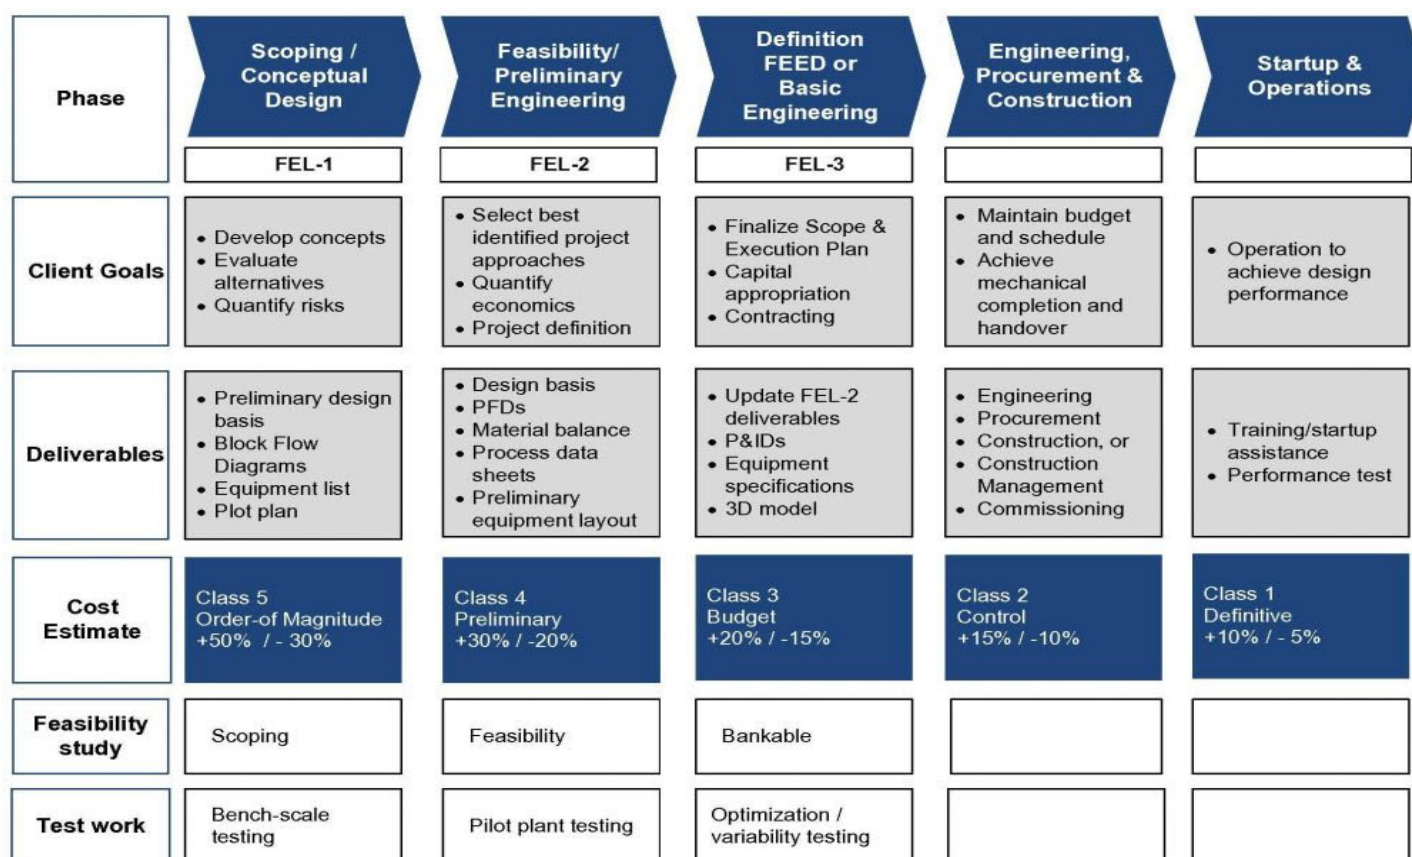 Phase
Scoping /
Conceptual
Design
Feasibility/
Preliminary
Engineering
Definition
FEED or
Basic
Engineering
Engineering,
Procurement &
Construction
Startup &
Operations
FEL-1
FEL-2
FEL-3
Client Goals
• Develop concepts
• Evaluate
alternatives
• Quantify risks
• Select best
identified project
approaches
• Quantify
economics
• Project definition
• Finalize Scope &
Execution Plan
• Capital
appropriation
• Contracting
• Maintain budget
and schedule
• Achieve
mechanical
completion and
handover
• Operation to
achieve design
performance
Deliverables
• Preliminary design
basis
• Block Flow
Diagrams
• Equipment list
• Plot plan
• Design basis
• PFDs
• Material balance
• Process data
sheets
• Preliminary
equipment layout
• Update FEL-2
deliverables
• P&IDs
• Equipment
specifications
• 3D model
• Engineering
• Procurement
• Construction, or
• Construction
Management
• Commissioning
• Training/startup
assistance
• Performance test
Cost
Estimate
Class 5
Order-of Magnitude
+50% / - 30%
Class 4
Preliminary
+30% / -20%
Class 3
Budget
+20% / -15%
Class 2
Control
+15% / -10%
Class 1
Definitive
+10% / - 5%
Feasibility
study
Scoping
Feasibility
Bankable
Test work
Bench-scale
testing
Pilot plant testing
Optimization /
variability testing